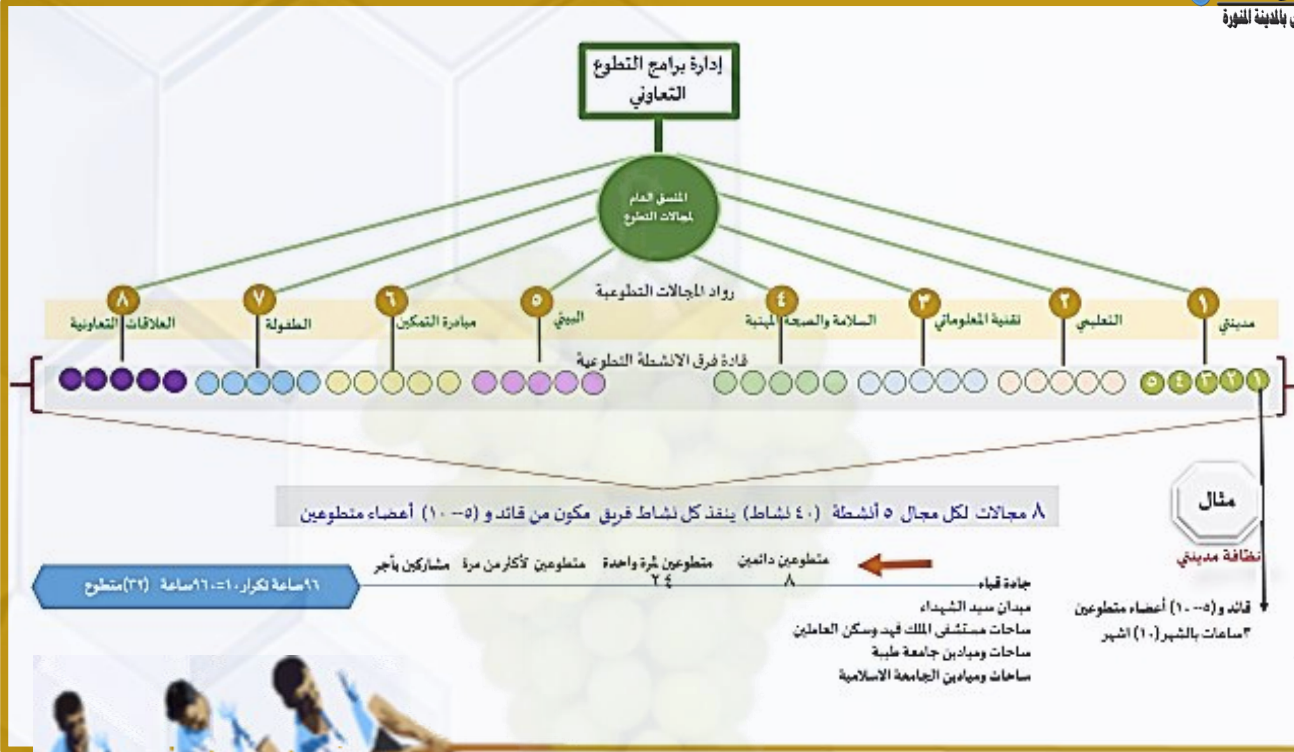 بالمدينة المنورة
إدارة برامج التطوع
التعاوني
المنسق العام
لمجالات التطوع
رواد المجالات التطوعية
١ ٢ ٣ ٤ ٥ ٦ ٧ ٨
مدينتي التعليمي تقنية المعلوماتي السلامة والصحة المهنية البيئي مبادرة التمكين الطفولة العلاقات التعاونية
قادة فرق الانشطة التطوعية
١ ٢ ٣ ٤ ٥
٨ مجالات لكل مجال ٥ أنشطة (٤٠ نشاط) ينفذ كل نشاط فريق مكون من قائد و (٥--١٠) أعضاء متطوعين
مثال
نظافة مدينتي
قائد و (٥--١٠) أعضاء متطوعين
٣ساعات بالشهر (١٠) اشهر
جادة قباء
ميدان سيد الشهداء
ساحات مستشفى الملك فهد وسكن العاملين
ساحات وميادين جامعة طيبة
ساحات وميادين الجامعة الاسلامية
متطوعين دائمين متطوعين لمرة واحدة متطوعين لأكثر من مرة مشاركين بأجر
٨ ٢٤
٩٦ساعة تكرار١٠=٩٦٠ساعة (٣٢)متطوع